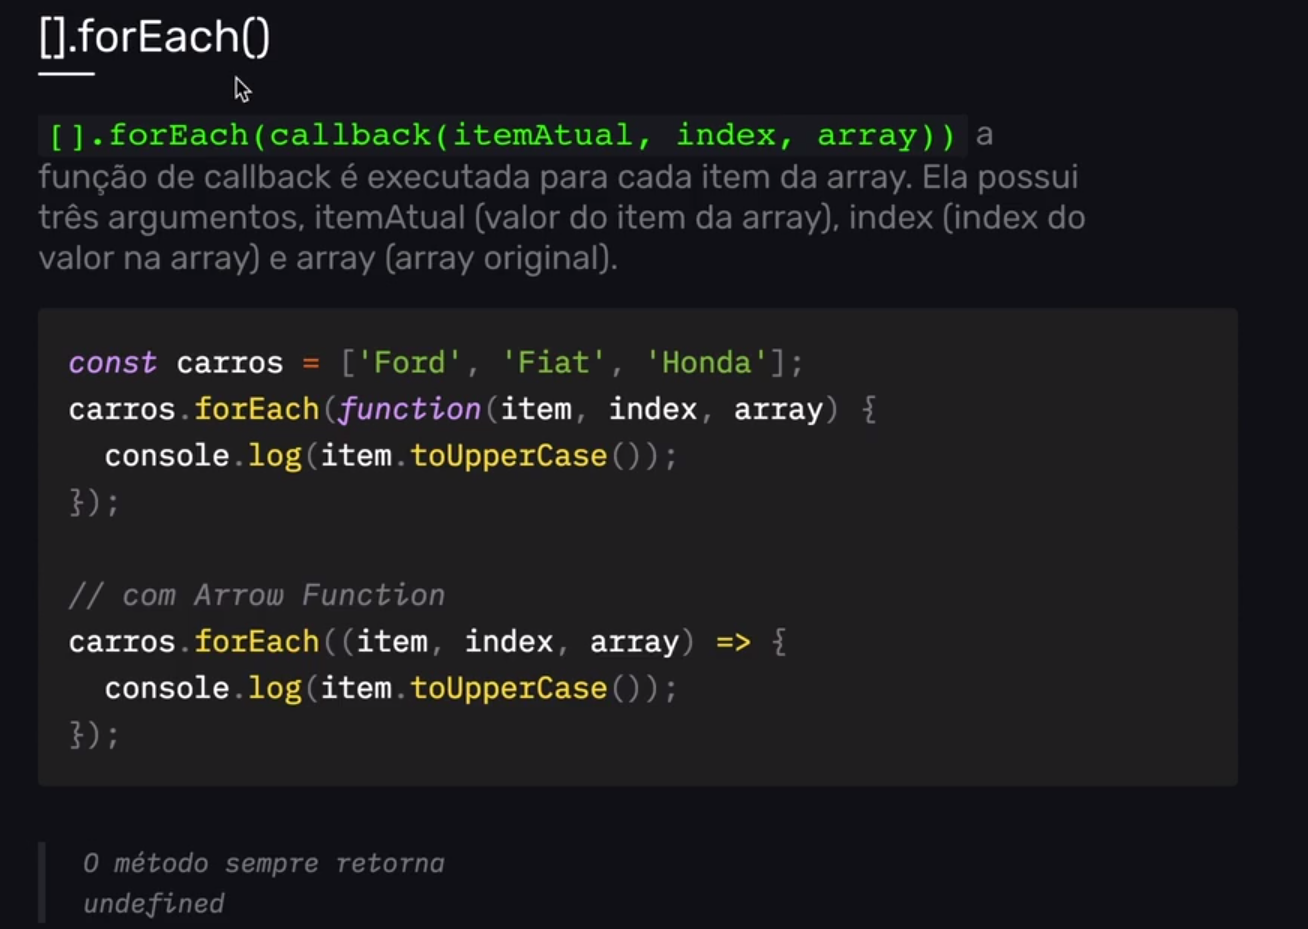 [].forEach()
[].forEach(callback(itemAtual, index, array)) a
função de callback é executada para cada item da array. Ela possui
três argumentos, itemAtual (valor do item da array), index (index do
valor na array) e array (array original).
const carros = ['Ford', 'Fiat', 'Honda'];
carros.forEach(function(item, index, array) {
  console.log(item.toUpperCase());
});
// com Arrow Function
carros.forEach((item, index, array) => {
  console.log(item.toUpperCase());
});
O método sempre retorna
undefined